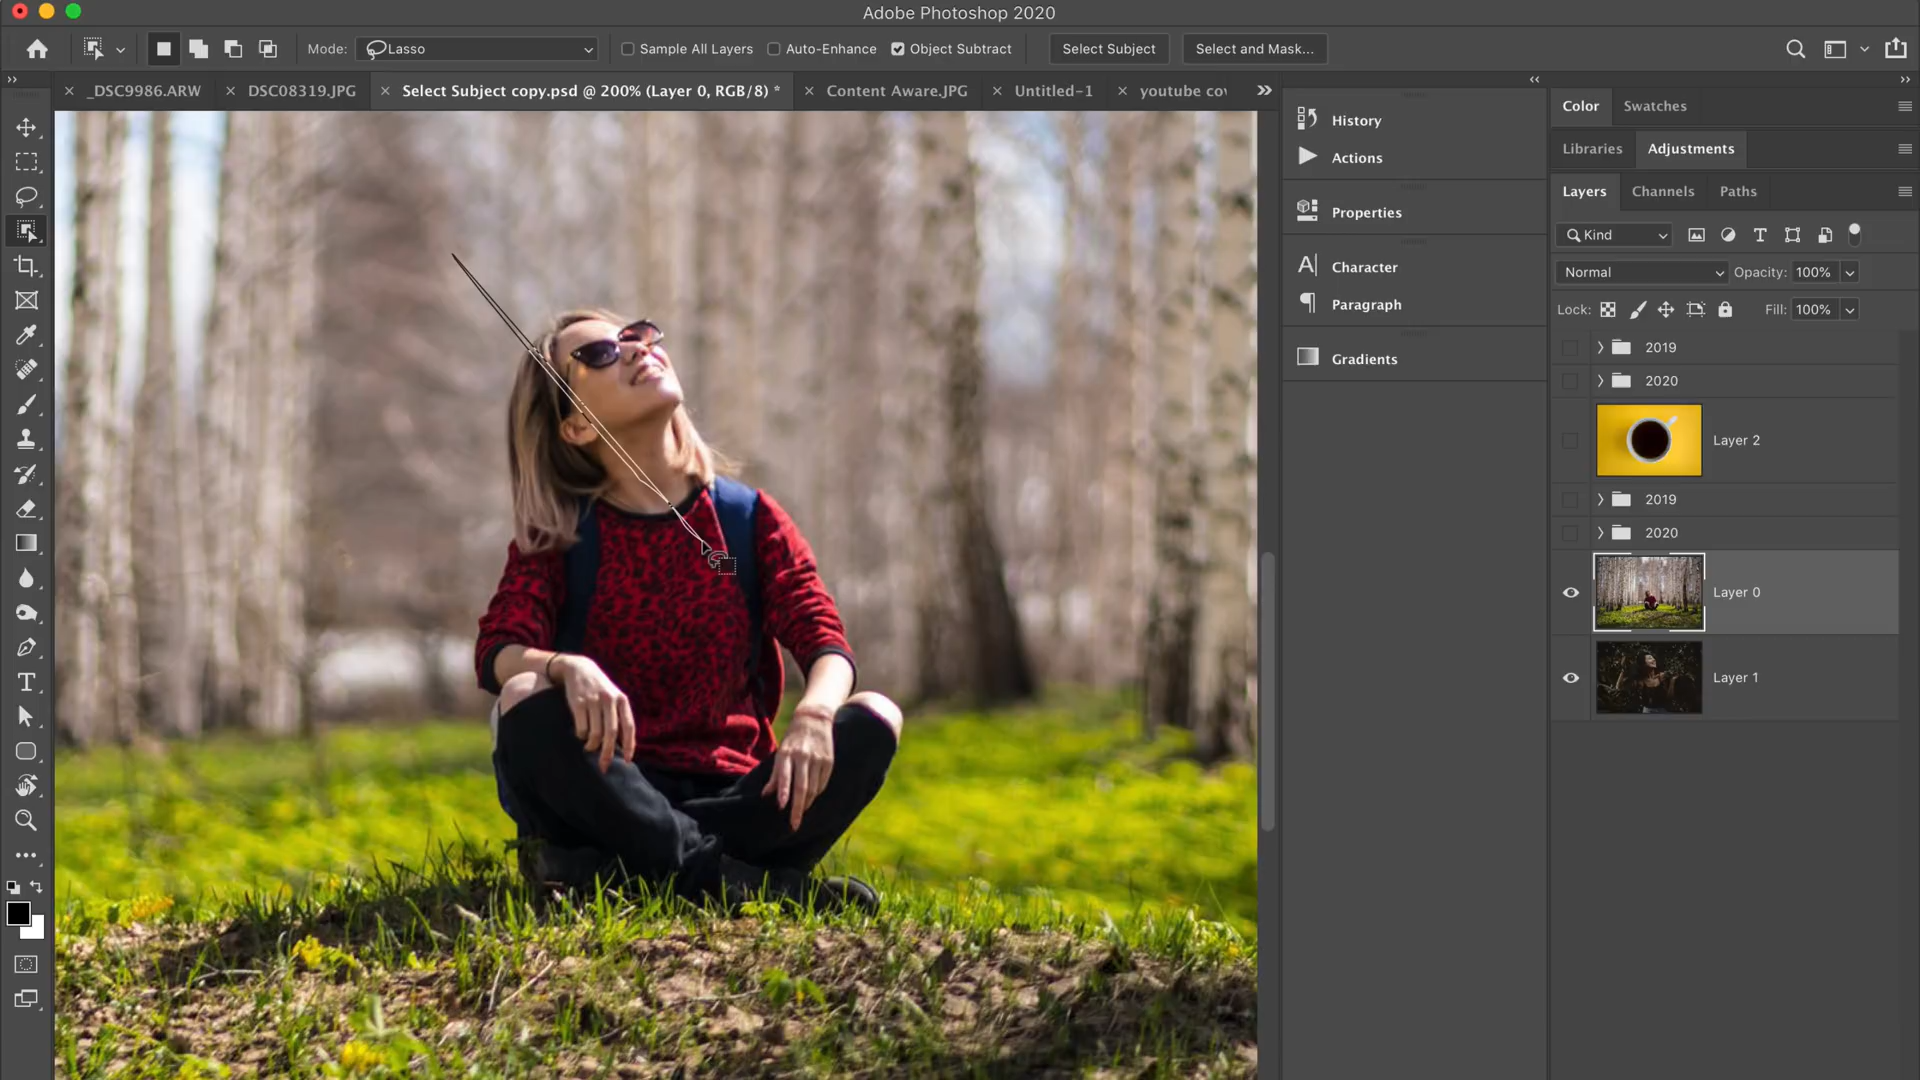 Adobe Photoshop 2020
Mode: Lasso Sample All Layers Auto-Enhance Object Subtract Select Subject Select and Mask...
_DSC9986.ARW DSC08319.JPG Select Subject copy.psd @ 200% (Layer 0, RGB/8) * Content Aware.JPG Untitled-1 youtube cov
History
Actions
Properties
Character
Paragraph
Gradients
Color Swatches
Libraries Adjustments
Layers Channels Paths
Kind
Normal Opacity: 100%
Lock: Fill: 100%
2019
2020
Layer 2
2019
2020
Layer 0
Layer 1